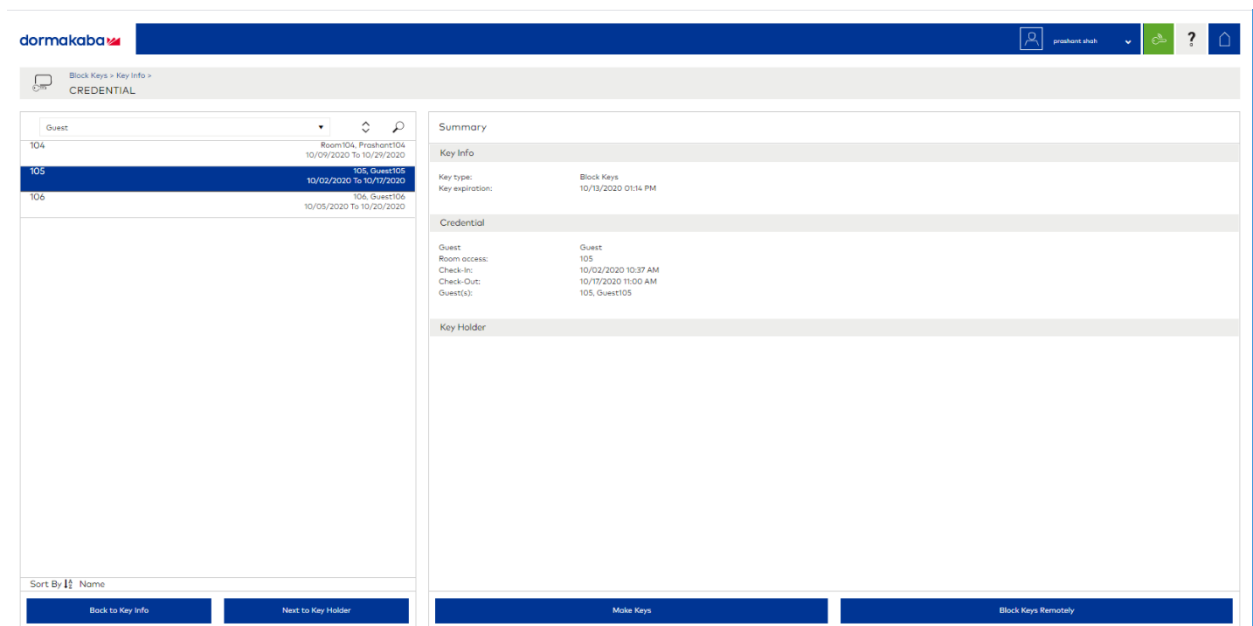 dormakaba
prashant shah
?
Block Keys > Key Info >
CREDENTIAL
Guest
104 Room104, Prashant104
10/09/2020 To 10/29/2020
105 105, Guest105
10/02/2020 To 10/17/2020
106 106, Guest106
10/05/2020 To 10/20/2020
Sort By Name
Back to Key Info
Next to Key Holder
Summary
Key Info
Key type: Block Keys
Key expiration: 10/13/2020 01:14 PM
Credential
Guest Guest
Room access: 105
Check-In: 10/02/2020 10:37 AM
Check-Out: 10/17/2020 11:00 AM
Guest(s): 105, Guest105
Key Holder
Make Keys
Block Keys Remotely